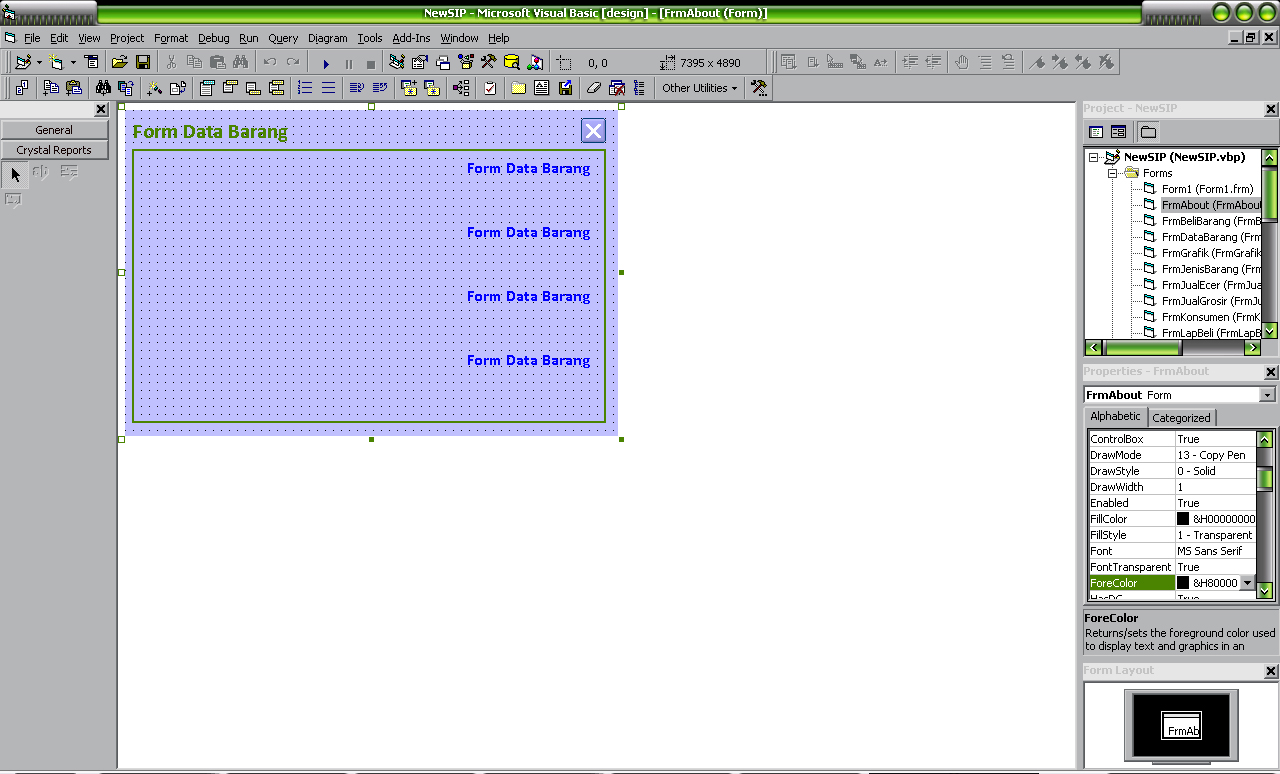 NewSIP - Microsoft Visual Basic [design] - [FrmAbout (Form)]
File Edit View Project Format Debug Run Query Diagram Tools Add-Ins Window Help
0, 0 7395 x 4890
Other Utilities
General
Crystal Reports
Form Data Barang
Form Data Barang
Form Data Barang
Form Data Barang
Form Data Barang
Project - NewSIP
NewSIP (NewSIP.vbp)
Forms
Form1 (Form1.frm)
FrmAbout (FrmAbout
FrmBeliBarang (FrmB
FrmDataBarang (Frm
FrmGrafik (FrmGrafik
FrmJenisBarang (Frm
FrmJualEcer (FrmJua
FrmJualGrosir (FrmJu
FrmKonsumen (FrmK
FrmLapBeli (FrmLapB
Properties - FrmAbout
FrmAbout Form
Alphabetic Categorized
ControlBox True
DrawMode 13 - Copy Pen
DrawStyle 0 - Solid
DrawWidth 1
Enabled True
FillColor &H00000000
FillStyle 1 - Transparent
Font MS Sans Serif
FontTransparent True
ForeColor &H80000
HasDC True
ForeColor
Returns/sets the foreground color used
to display text and graphics in an
Form Layout
FrmAb